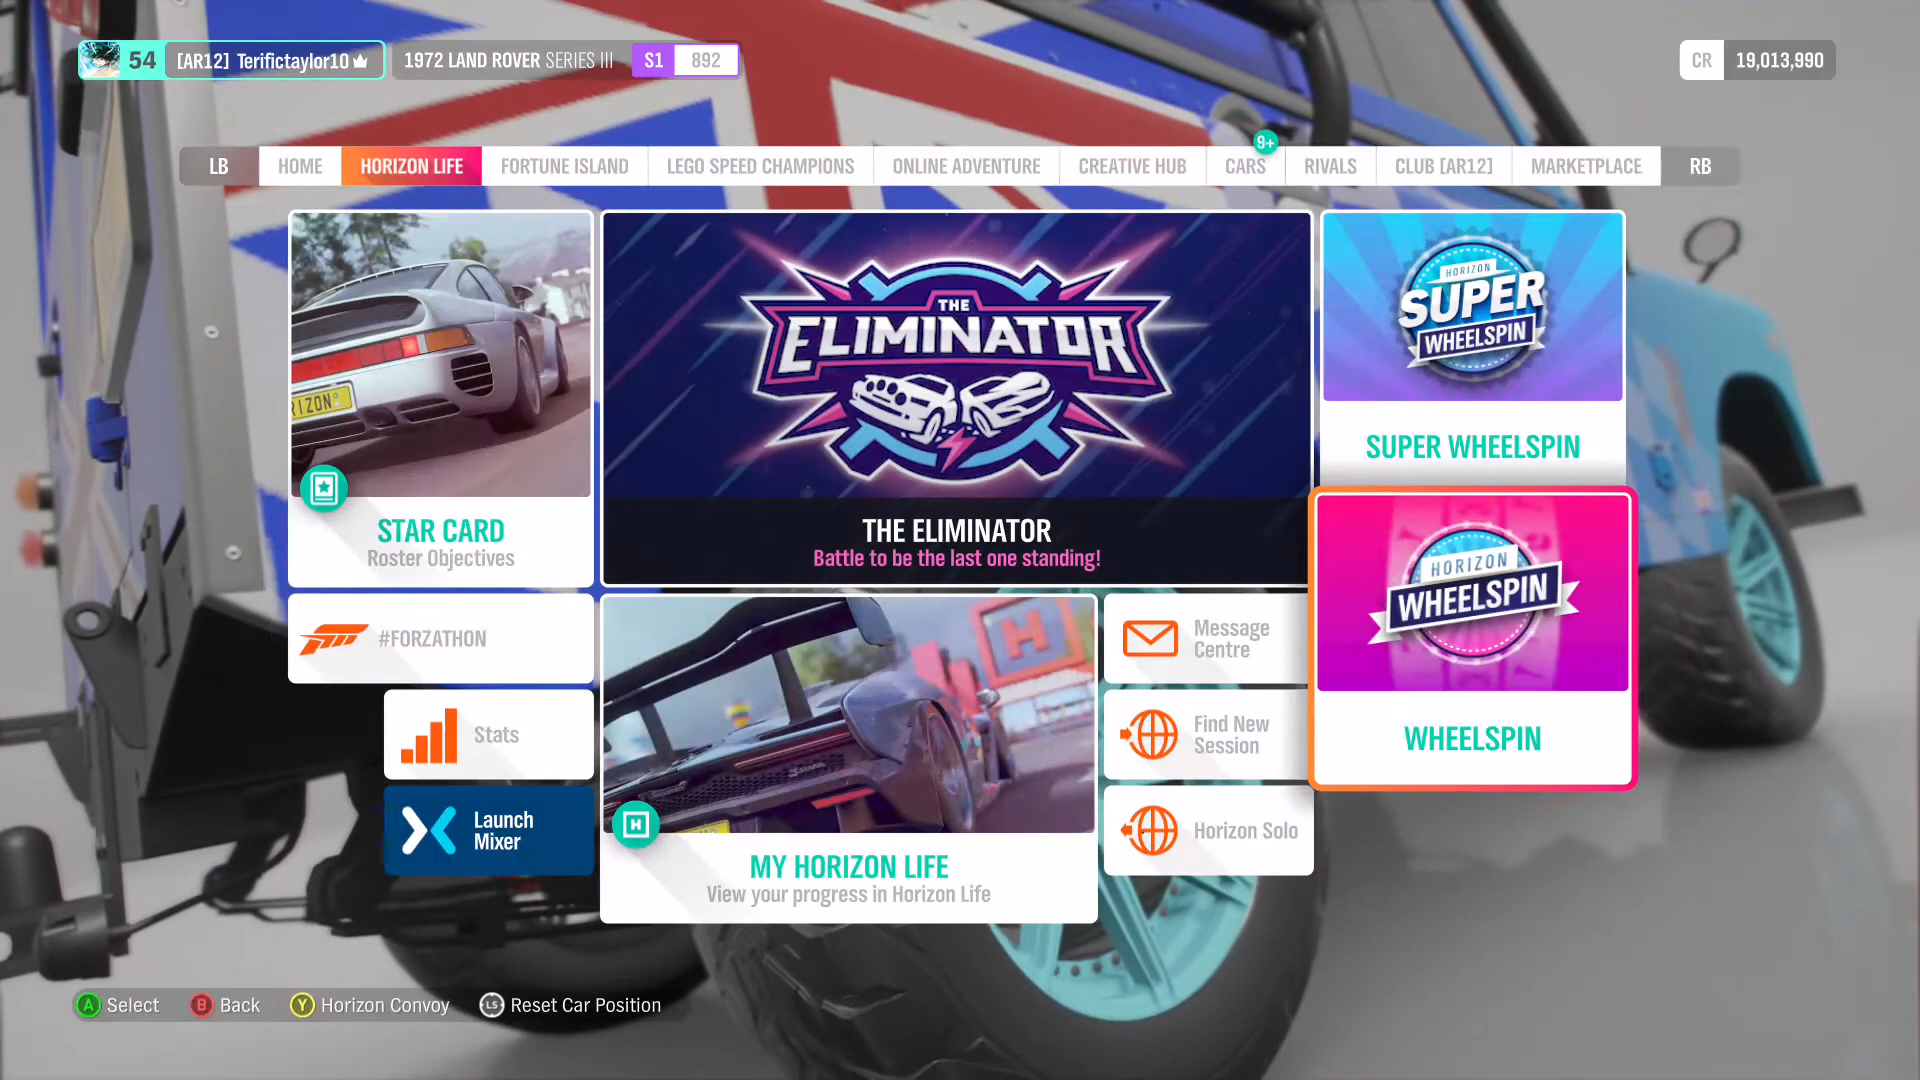 54 [AR12] Terifictaylor10
1972 LAND ROVER SERIES III
S1 892
CR 19,013,990
LB
HOME
HORIZON LIFE
FORTUNE ISLAND
LEGO SPEED CHAMPIONS
ONLINE ADVENTURE
CREATIVE HUB
CARS
9+
RIVALS
CLUB [AR12]
MARKETPLACE
RB
RIZON
STAR CARD
Roster Objectives
THE
ELIMINATOR
THE ELIMINATOR
Battle to be the last one standing!
HORIZON
SUPER
WHEELSPIN
SUPER WHEELSPIN
HORIZON
WHEELSPIN
WHEELSPIN
#FORZATHON
Stats
Launch
Mixer
H
H
MY HORIZON LIFE
View your progress in Horizon Life
Message
Centre
Find New
Session
Horizon Solo
A Select
B Back
Y Horizon Convoy
LS Reset Car Position